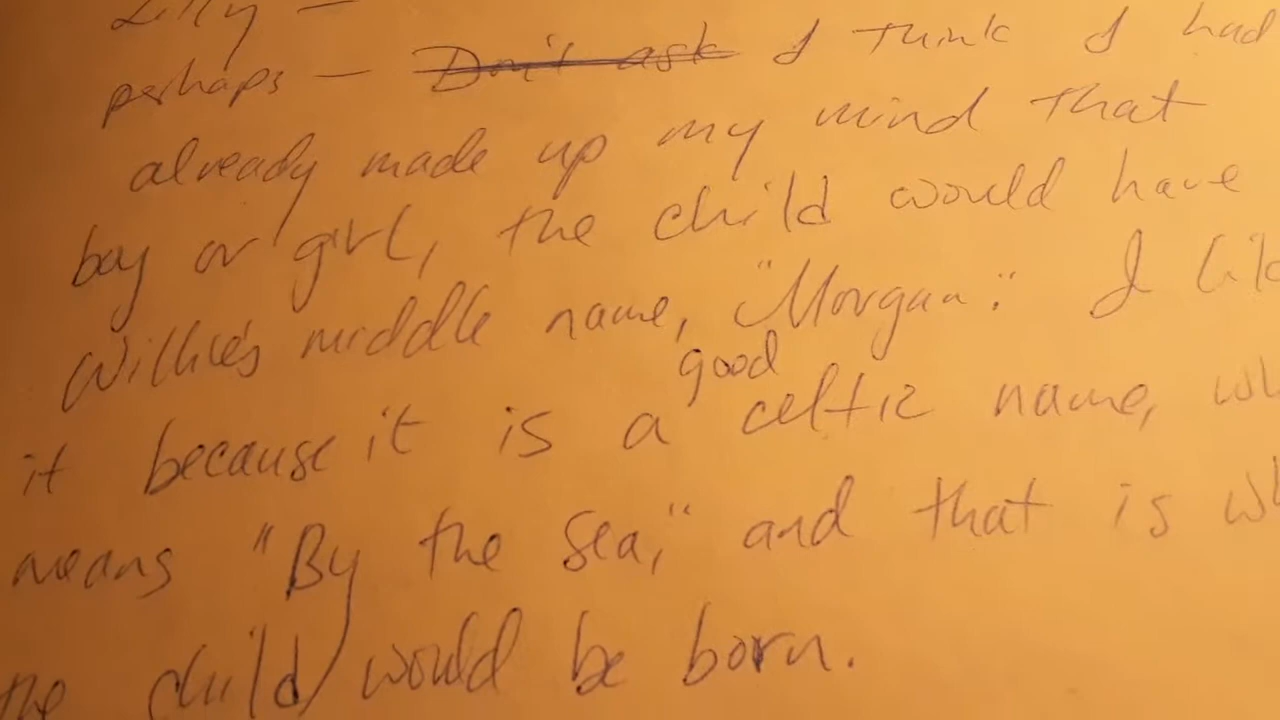 Lilly —
perhaps — Don't ask I think I had
already made up my mind that
boy or girl, the child would have
Willie's middle name, "Morgan." I
good
it because it is a celtic name,
means "By the Sea," and that is
the child would be born.